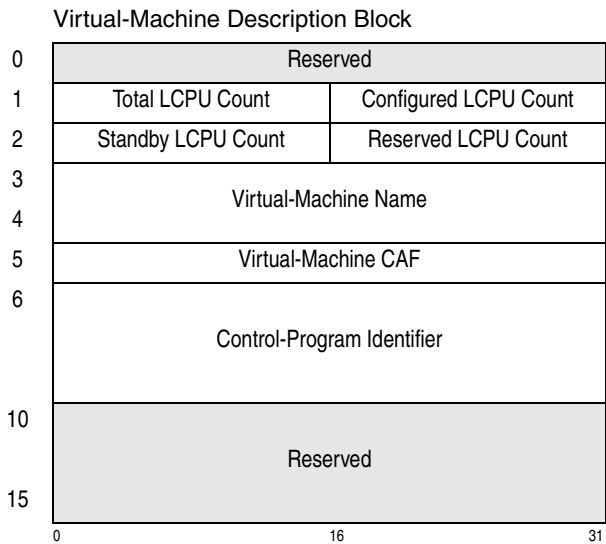 Virtual-Machine Description Block
0 Reserved
1 Total LCPU Count Configured LCPU Count
2 Standby LCPU Count Reserved LCPU Count
3
Virtual-Machine Name
4
5 Virtual-Machine CAF
6
Control-Program Identifier
10
Reserved
15
0 16 31